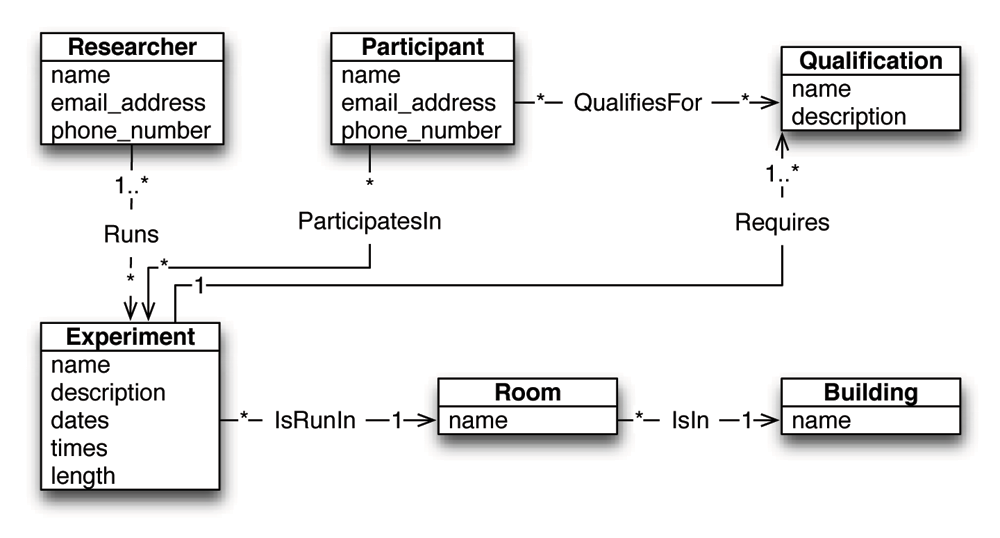 Researcher
name
email_address
phone_number
Participant
name
email_address
phone_number
* QualifiesFor *
Qualification
name
description
1..*
Runs
*
*
ParticipatesIn
*
1..*
Requires
1
Experiment
name
description
dates
times
length
* IsRunIn 1
Room
name
* IsIn 1
Building
name